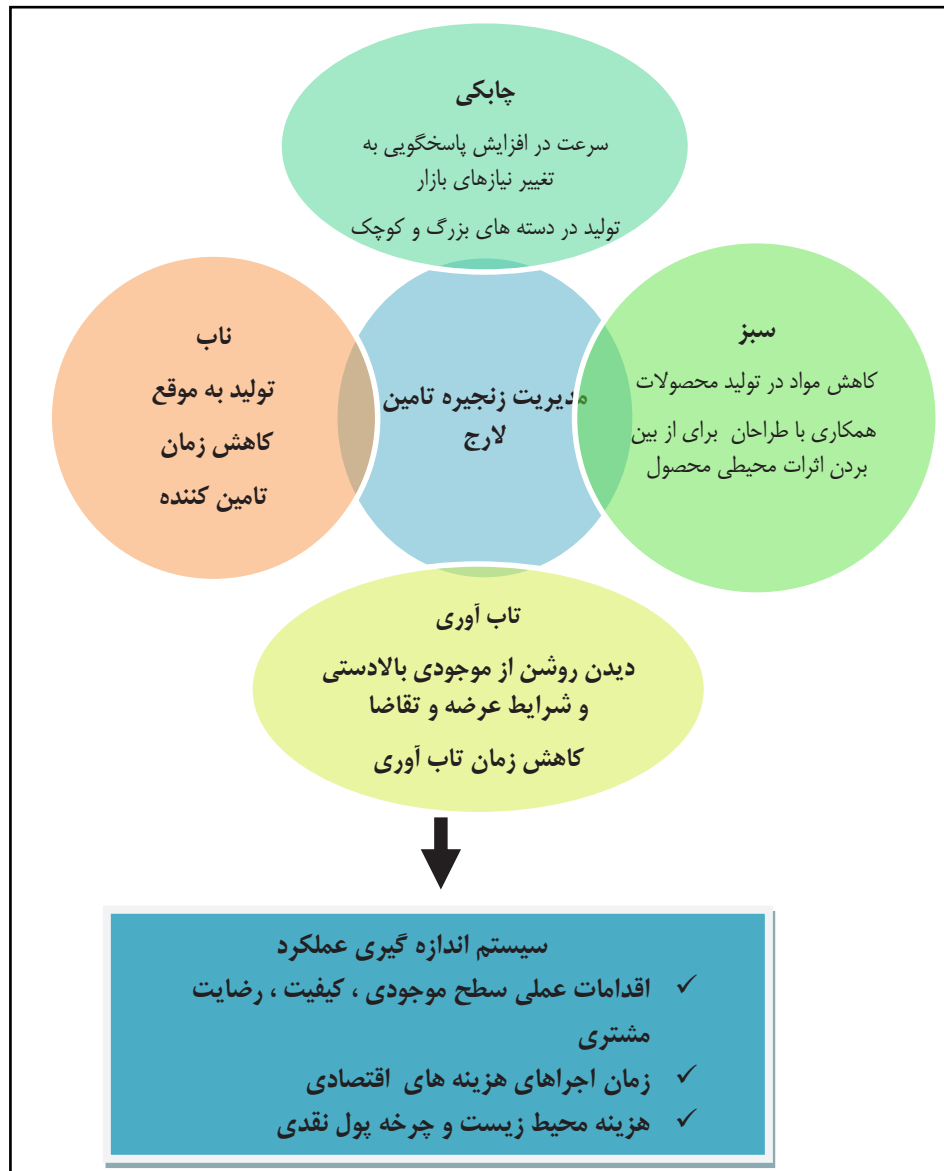 چابکی
سرعت در افزایش پاسخگویی به
تغییر نیازهای بازار
تولید در دسته های بزرگ و کوچک
سبز
کاهش مواد در تولید محصولات
همکاری با طراحان برای از بین
بردن اثرات محیطی محصول
مدیریت زنجیره تامین
لارج
ناب
تولید به موقع
کاهش زمان
تامین کننده
تاب آوری
دیدن روشن از موجودی بالادستی
و شرایط عرضه و تقاضا
کاهش زمان تاب آوری
سیستم اندازه گیری عملکرد
✓ اقدامات عملی سطح موجودی ، کیفیت ، رضایت
مشتری
✓ زمان اجراهای هزینه های اقتصادی
✓ هزینه محیط زیست و چرخه پول نقدی